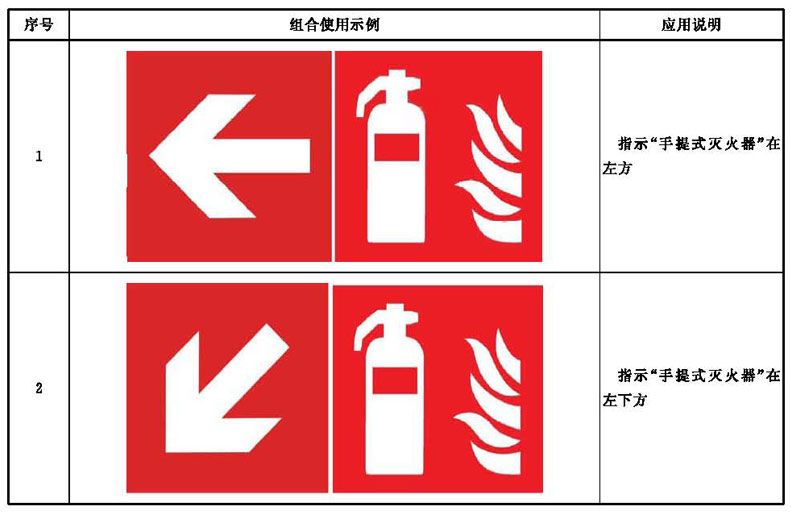 序号 组合使用示例 应用说明
1 指示“手提式灭火器”在
左方
2 指示“手提式灭火器”在
左下方